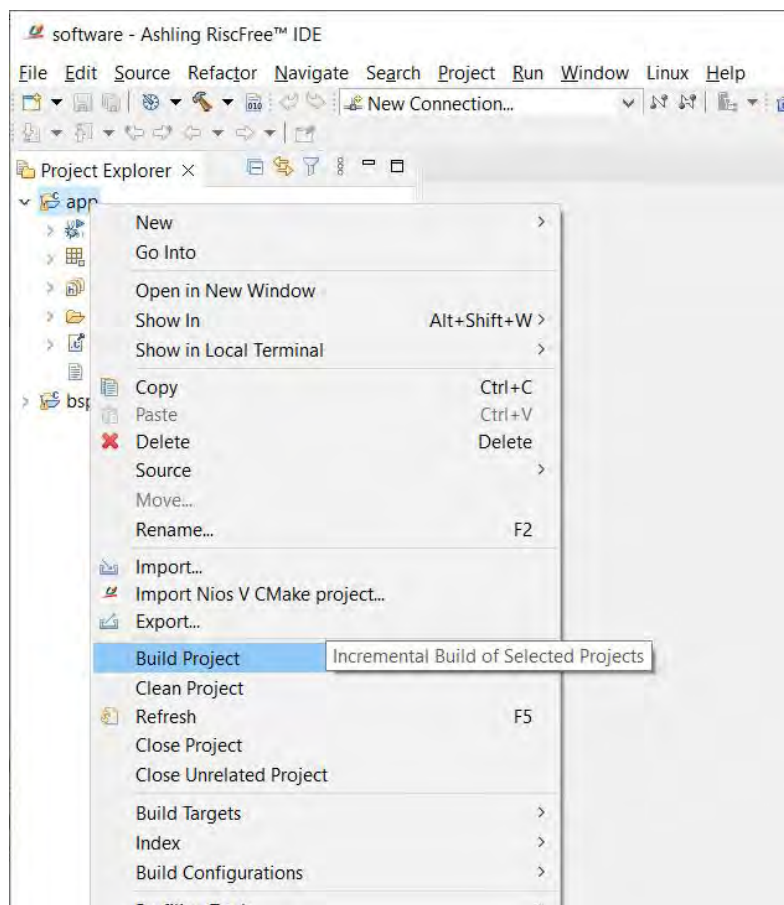 software - Ashling RiscFree™ IDE
File Edit Source Refactor Navigate Search Project Run Window Linux Help
New Connection...
Project Explorer
app
New
Go Into
Open in New Window
Show In Alt+Shift+W
Show in Local Terminal
Copy Ctrl+C
Paste Ctrl+V
Delete Delete
Source
Move...
Rename... F2
Import...
Import Nios V CMake project...
Export...
Build Project Incremental Build of Selected Projects
Clean Project
Refresh F5
Close Project
Close Unrelated Project
Build Targets
Index
Build Configurations